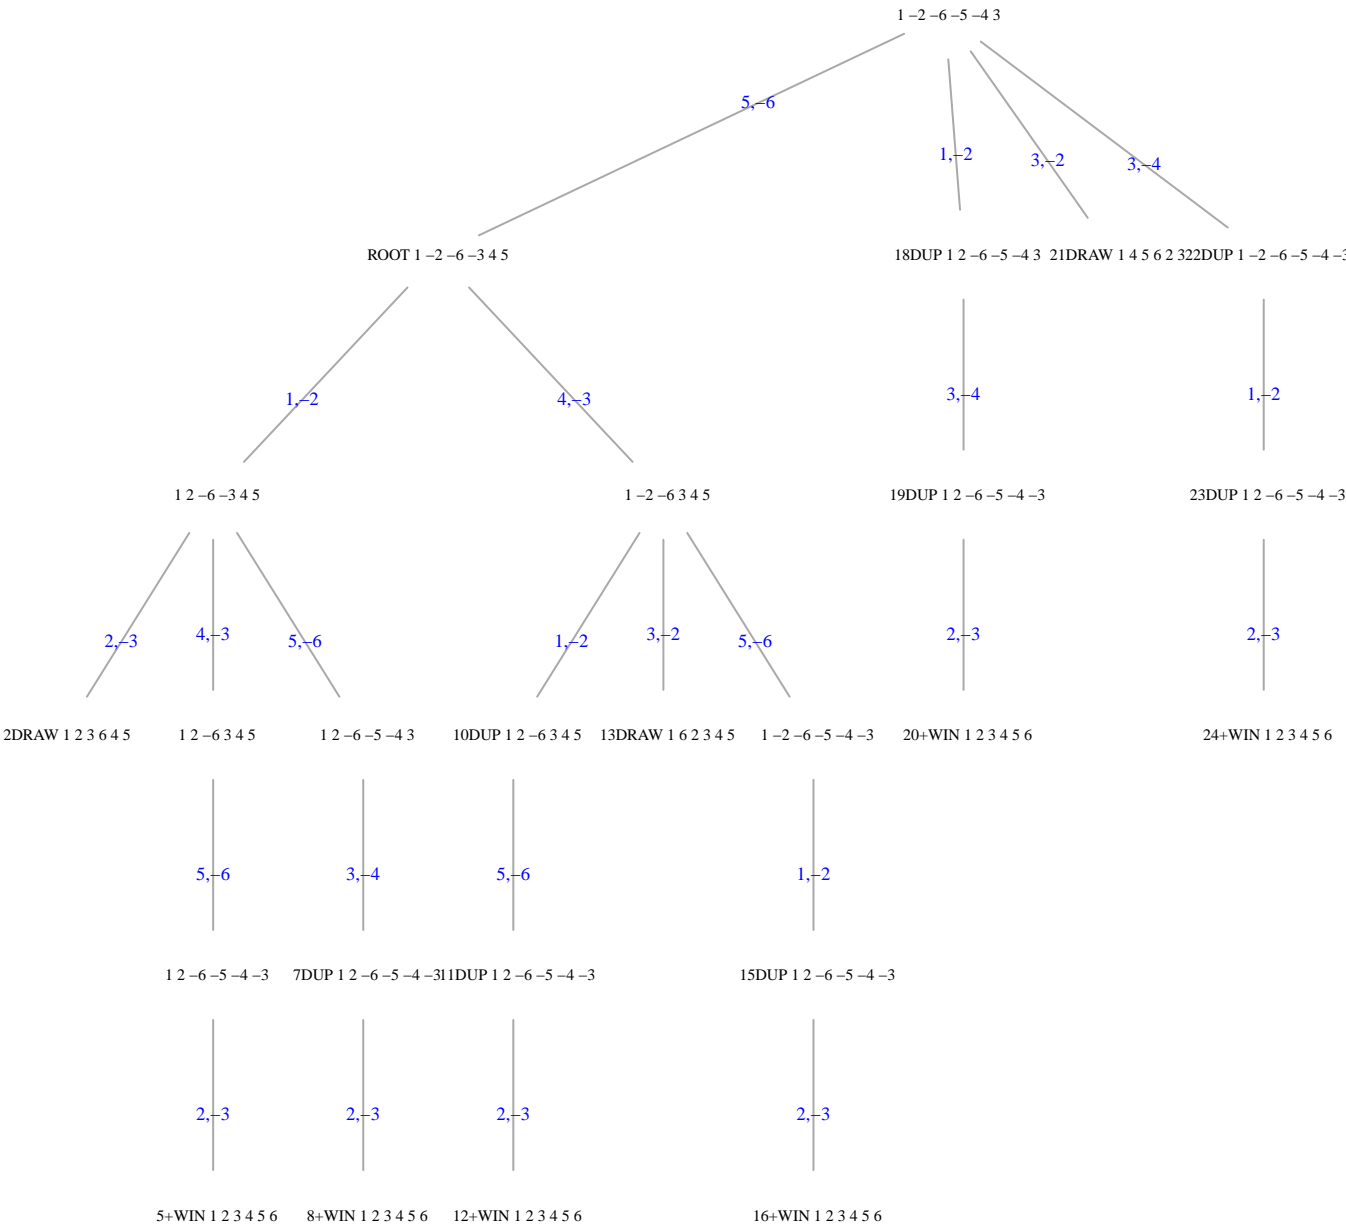 1 –2 –6 –5 –4 3
5,–6
1,–2
3,–2
3,–4
ROOT 1 –2 –6 –3 4 5
18DUP 1 2 –6 –5 –4 3
21DRAW 1 4 5 6 2 3
22DUP 1 –2 –6 –5 –4 –3
1,–2
4,–3
3,–4
1,–2
1 2 –6 –3 4 5
1 –2 –6 3 4 5
19DUP 1 2 –6 –5 –4 –3
23DUP 1 2 –6 –5 –4 –3
2,–3
4,–3
5,–6
1,–2
3,–2
5,–6
2,–3
2,–3
2DRAW 1 2 3 6 4 5
1 2 –6 3 4 5
1 2 –6 –5 –4 3
10DUP 1 2 –6 3 4 5
13DRAW 1 6 2 3 4 5
1 –2 –6 –5 –4 –3
20+WIN 1 2 3 4 5 6
24+WIN 1 2 3 4 5 6
5,–6
3,–4
5,–6
1,–2
1 2 –6 –5 –4 –3
7DUP 1 2 –6 –5 –4 –3
11DUP 1 2 –6 –5 –4 –3
15DUP 1 2 –6 –5 –4 –3
2,–3
2,–3
2,–3
2,–3
5+WIN 1 2 3 4 5 6
8+WIN 1 2 3 4 5 6
12+WIN 1 2 3 4 5 6
16+WIN 1 2 3 4 5 6